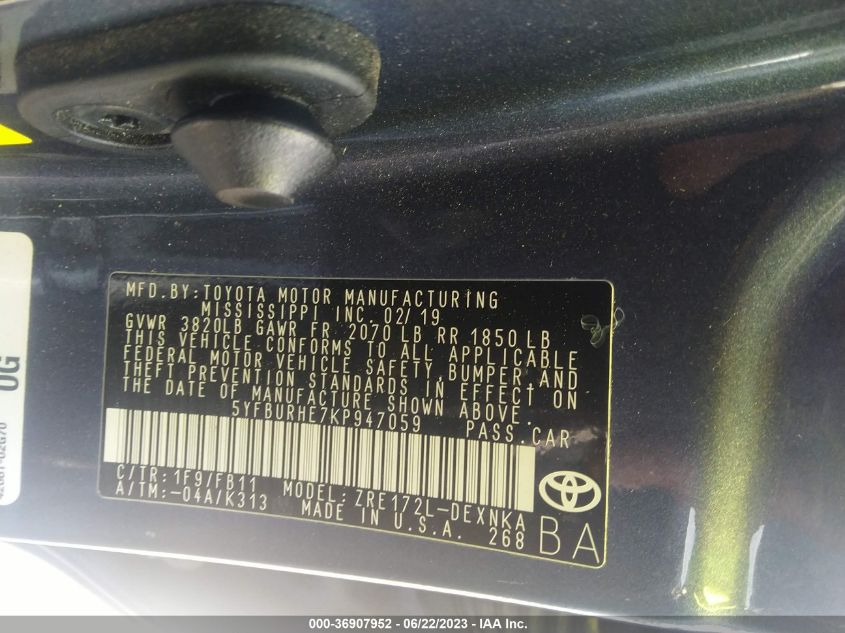 MFD.BY:TOYOTA MOTOR MANUFACTURING
MISSISSIPPI INC. 02/19
GVWR 3820LB GAWR FR 2070 LB RR 1850 LB
THIS VEHICLE CONFORMS TO ALL APPLICABLE
FEDERAL MOTOR VEHICLE SAFETY, BUMPER, AND
THEFT PREVENTION STANDARDS IN EFFECT ON
THE DATE OF MANUFACTURE SHOWN ABOVE.
5YFBURHE7KP947059 PASS.CAR
C/TR:1F9/FB11 MODEL:ZRE172L-DEXNKA
A/TM:-04A/K313 MADE IN U.S.A. 268
BA
0G
000-36907952 - 06/22/2023 - IAA Inc.